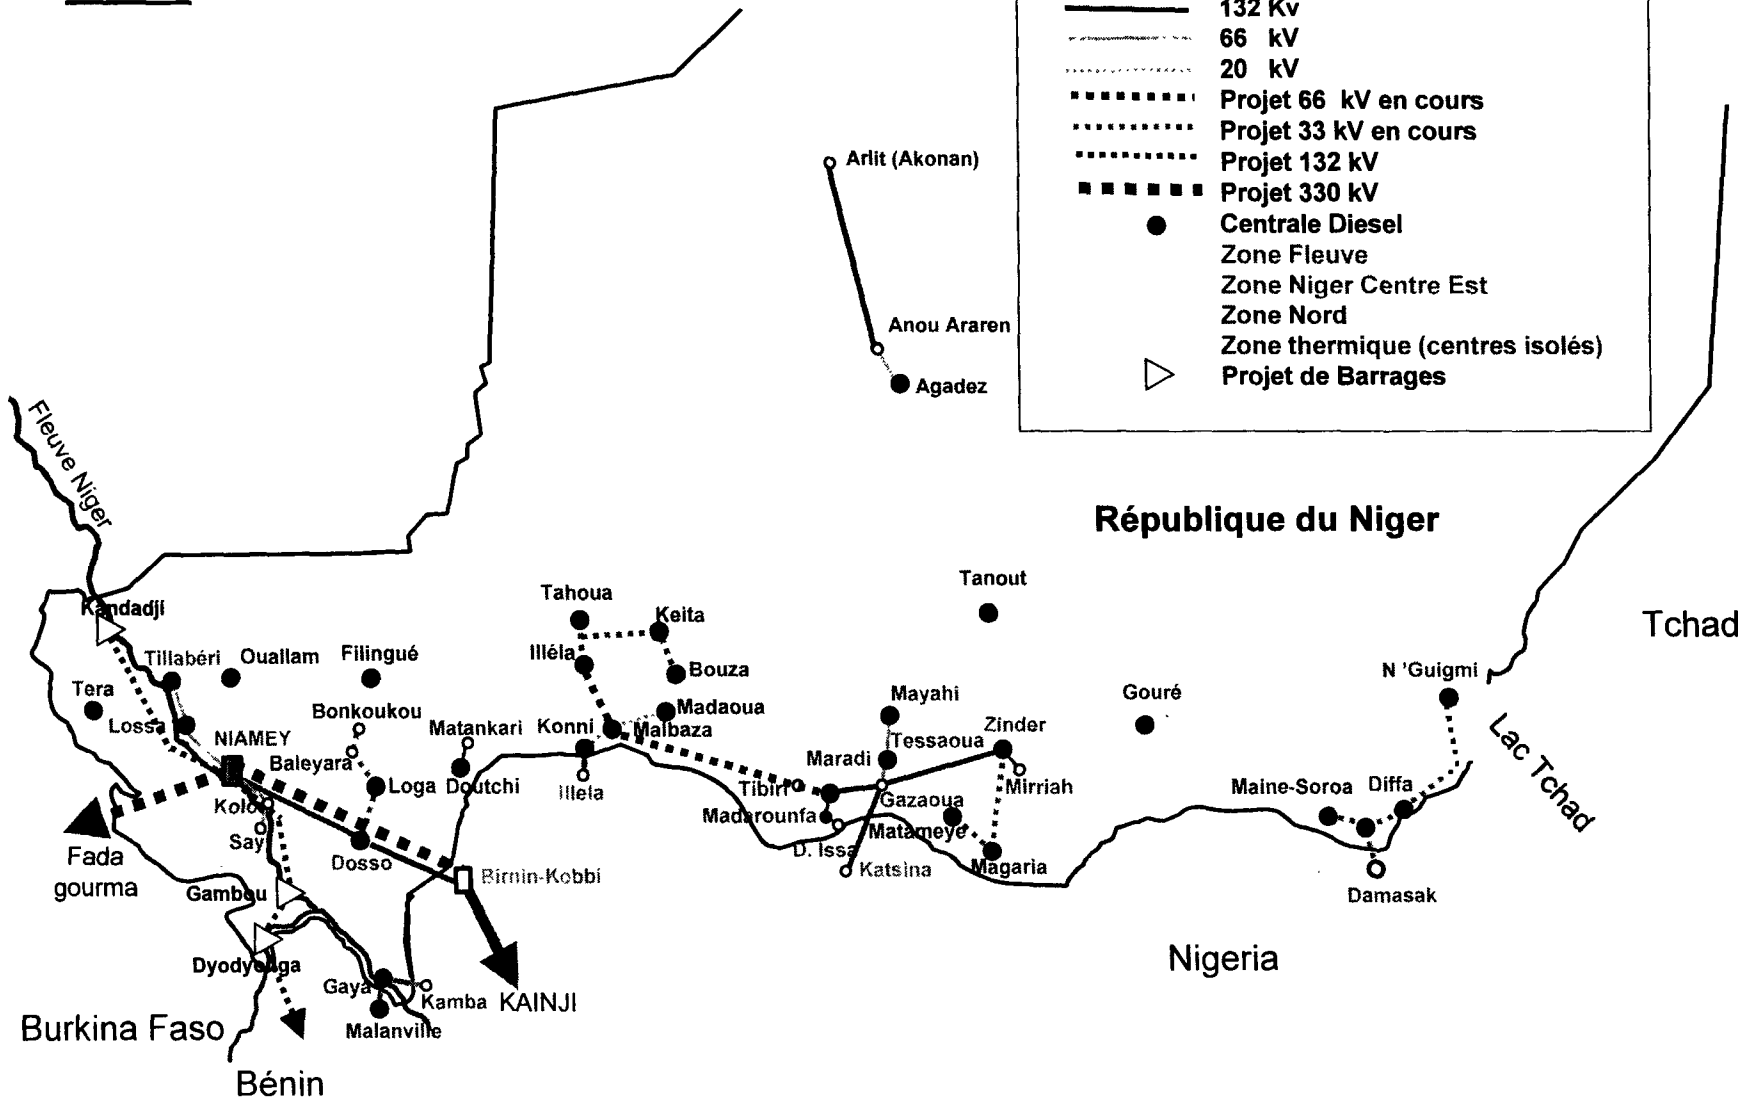 132 Kv
66 kV
20 kV
Projet 66 kV en cours
Projet 33 kV en cours
Projet 132 kV
Projet 330 kV
Centrale Diesel
Zone Fleuve
Zone Niger Centre Est
Zone Nord
Zone thermique (centres isolés)
Projet de Barrages
Arlit (Akonan)
Anou Araren
Agadez
Fleuve Niger
République du Niger
Tchad
Lac Tchad
Kandadji
Tillabéri
Ouallam
Filingué
Tera
Lossa
NIAMEY
Bonkoukou
Baleyara
Matankari
Loga
Doutchi
Kolo
Say
Dosso
Fada
gourma
Gambou
Birnin-Kobbi
Dyodyonga
Gaya
Kamba
KAINJI
Malanville
Burkina Faso
Bénin
Tahoua
Keita
Illéla
Bouza
Madaoua
Konni
Malbaza
Illela
Tanout
Mayahi
Tessaoua
Zinder
Maradi
Tibiri
Mirriah
Gazaoua
Madarounfa
Matameye
D. Issa
Katsina
Magaria
Gouré
N 'Guigmi
Maine-Soroa
Diffa
Damasak
Nigeria